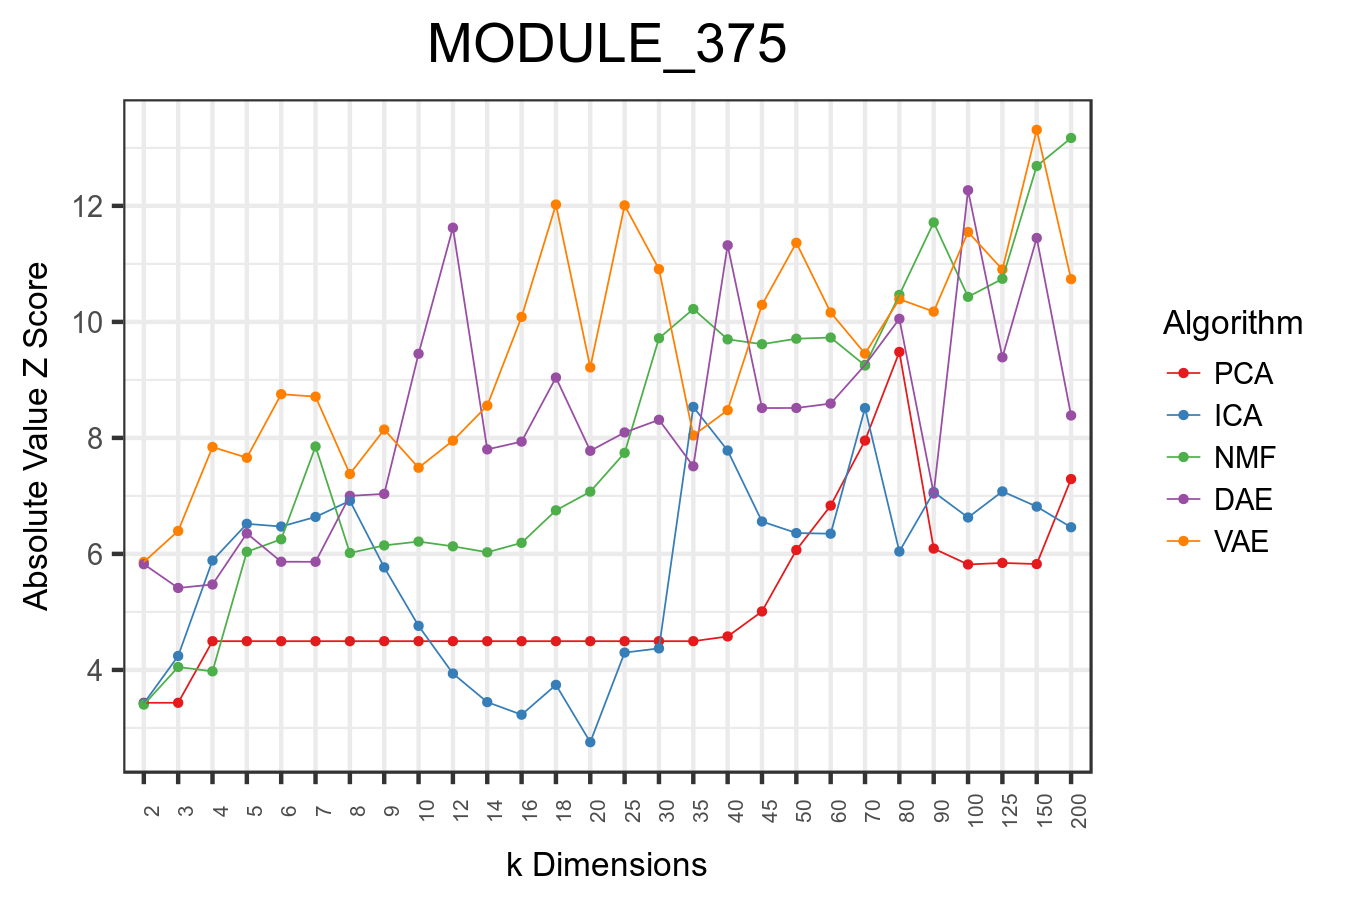 MODULE_375
Absolute Value Z Score
12
10
8
6
4
2 3 4 5 6 7 8 9 10 12 14 16 18 20 25 30 35 40 45 50 60 70 80 90 100 125 150 200
k Dimensions
Algorithm
PCA
ICA
NMF
DAE
VAE